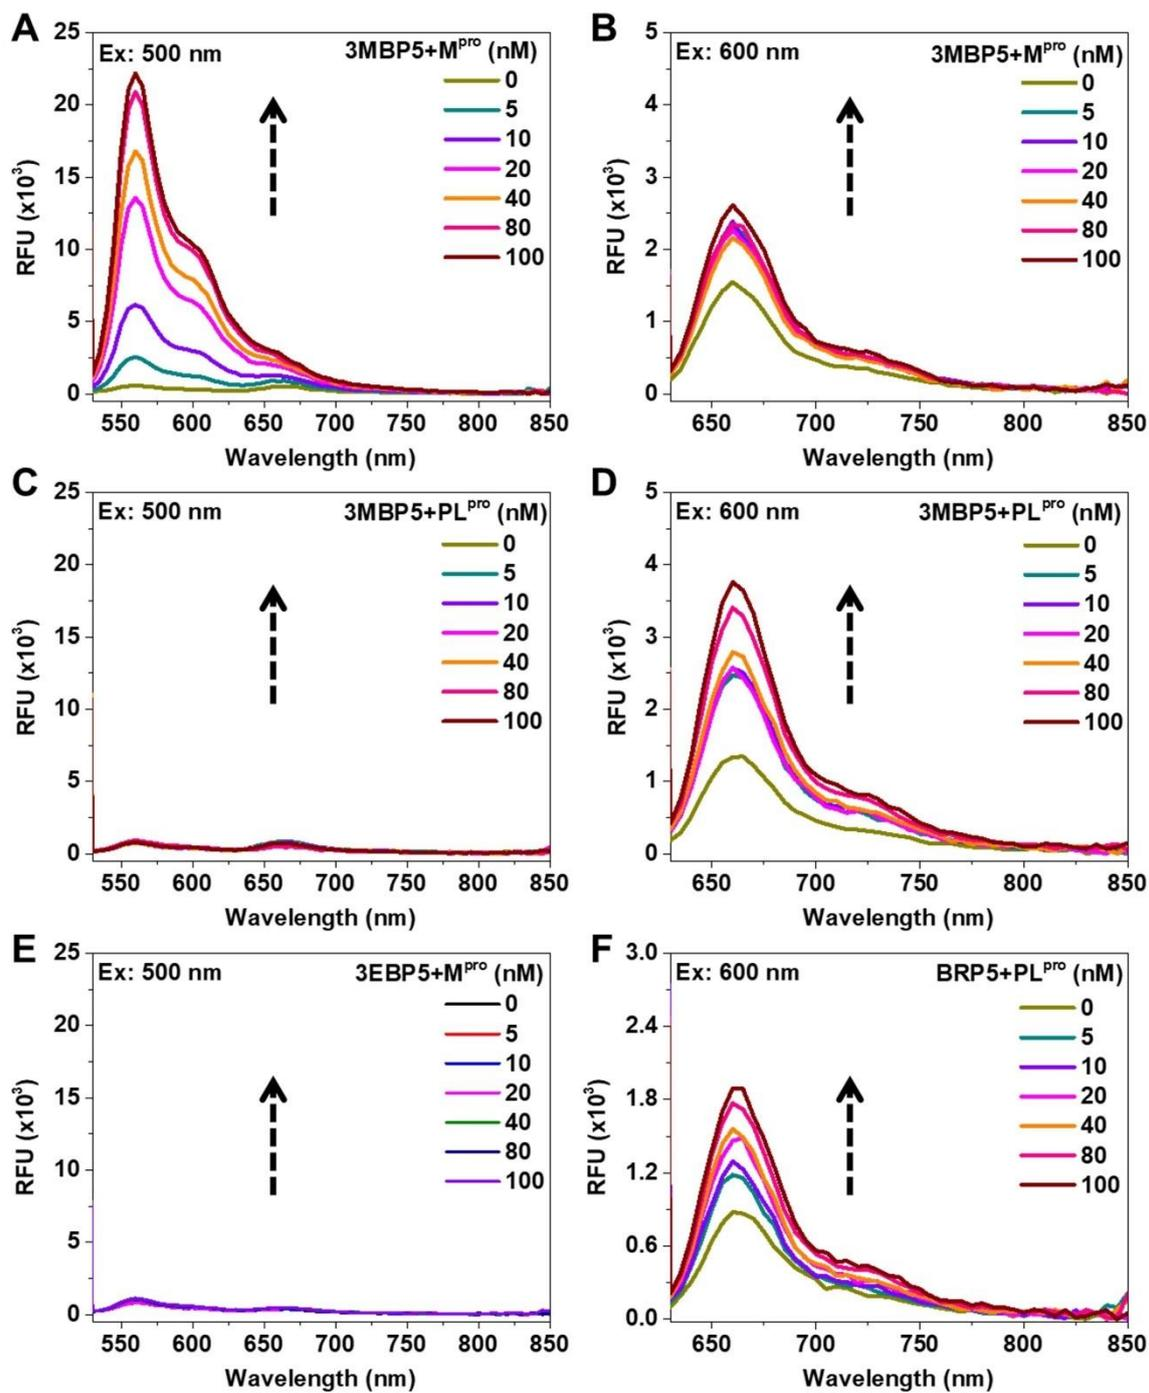 A
Ex: 500 nm
3MBP5+Mpro (nM)
0
5
10
20
40
80
100
25
20
15
10
5
0
RFU (x10³)
550 600 650 700 750 800 850
Wavelength (nm)
B
Ex: 600 nm
3MBP5+Mpro (nM)
0
5
10
20
40
80
100
5
4
3
2
1
0
RFU (x10³)
650 700 750 800 850
Wavelength (nm)
C
Ex: 500 nm
3MBP5+PLpro (nM)
0
5
10
20
40
80
100
25
20
15
10
5
0
RFU (x10³)
550 600 650 700 750 800 850
Wavelength (nm)
D
Ex: 600 nm
3MBP5+PLpro (nM)
0
5
10
20
40
80
100
5
4
3
2
1
0
RFU (x10³)
650 700 750 800 850
Wavelength (nm)
E
Ex: 500 nm
3EBP5+Mpro (nM)
0
5
10
20
40
80
100
25
20
15
10
5
0
RFU (x10³)
550 600 650 700 750 800 850
Wavelength (nm)
F
Ex: 600 nm
BRP5+PLpro (nM)
0
5
10
20
40
80
100
3.0
2.4
1.8
1.2
0.6
0.0
RFU (x10³)
650 700 750 800 850
Wavelength (nm)